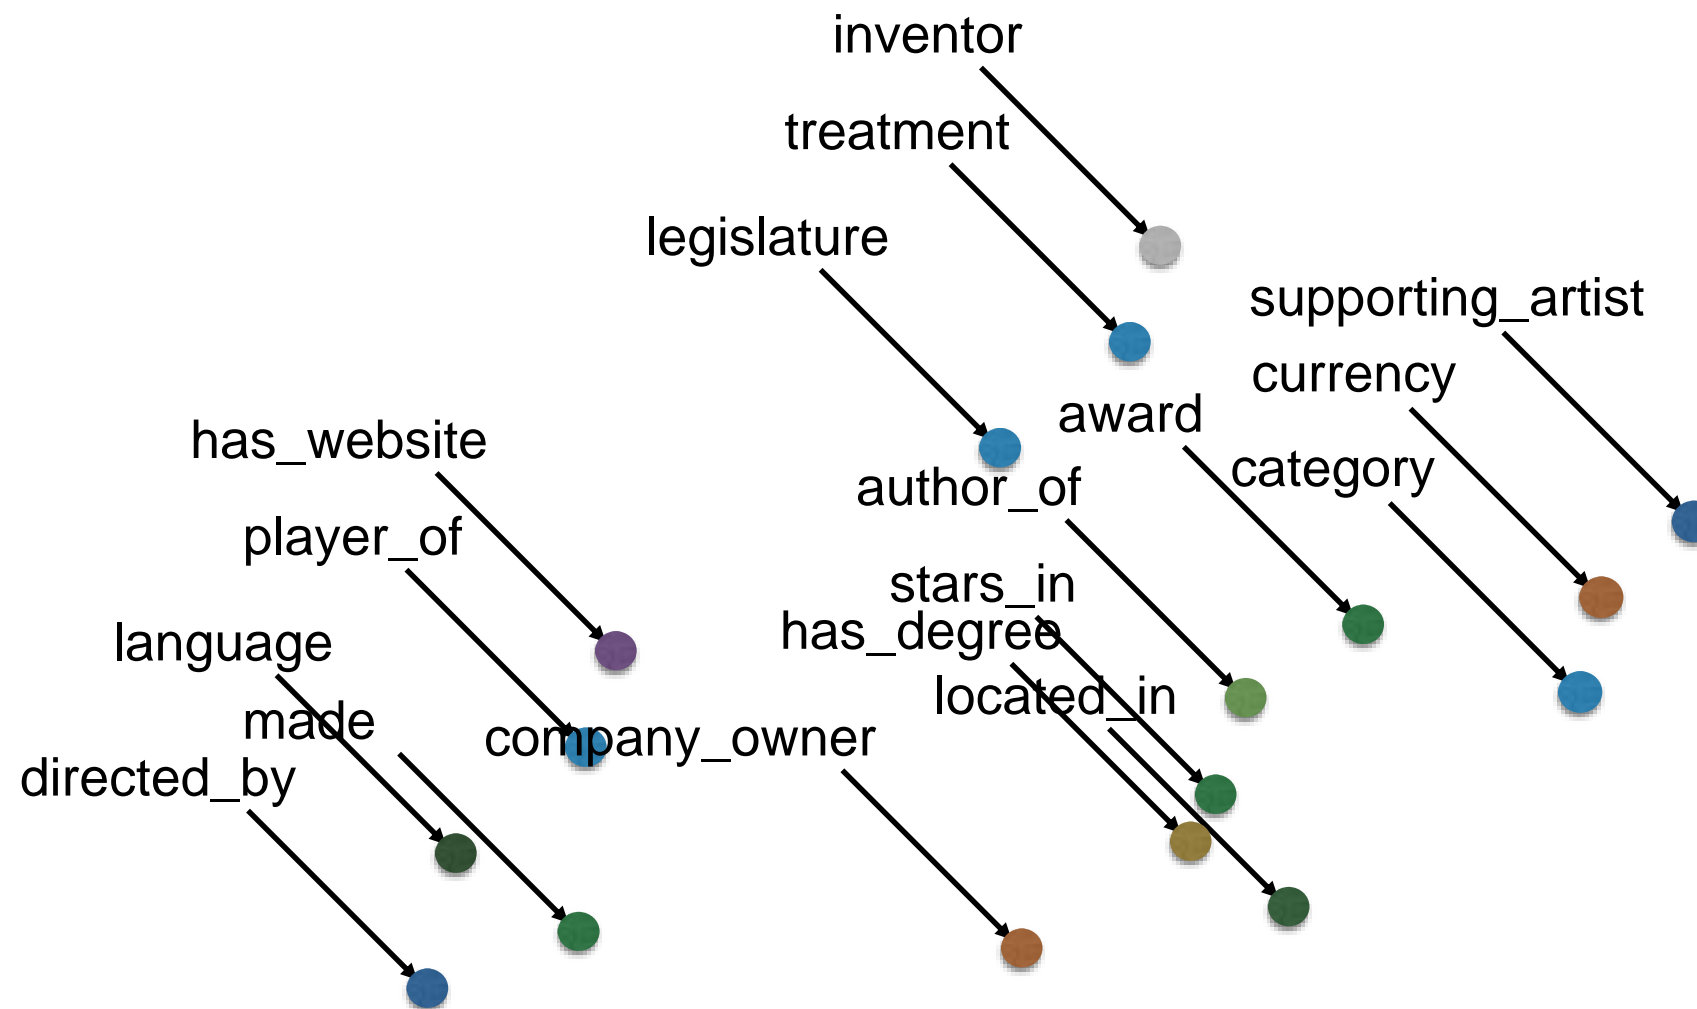 inventor
treatment
legislature
supporting_artist
currency
award
has_website
category
author_of
player_of
stars_in
has_degree
language
located_in
made
company_owner
directed_by